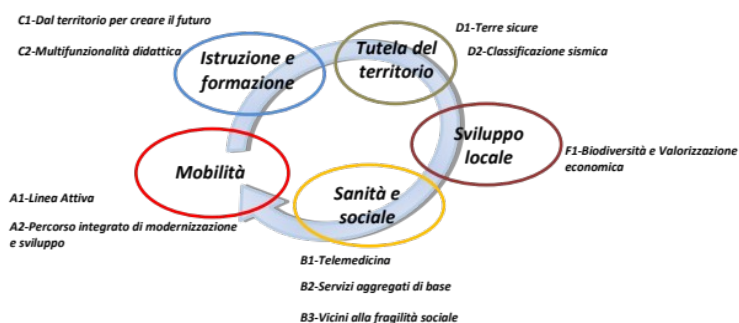 C1-Dal territorio per creare il futuro
C2-Multifunzionalità didattica
Istruzione e
formazione
Tutela del
territorio
D1-Terre sicure
D2-Classificazione sismica
Sviluppo
locale
F1-Biodiversità e Valorizzazione
economica
Mobilità
A1-Linea Attiva
A2-Percorso integrato di modernizzazione
e sviluppo
Sanità e
sociale
B1-Telemedicina
B2-Servizi aggregati di base
B3-Vicini alla fragilità sociale